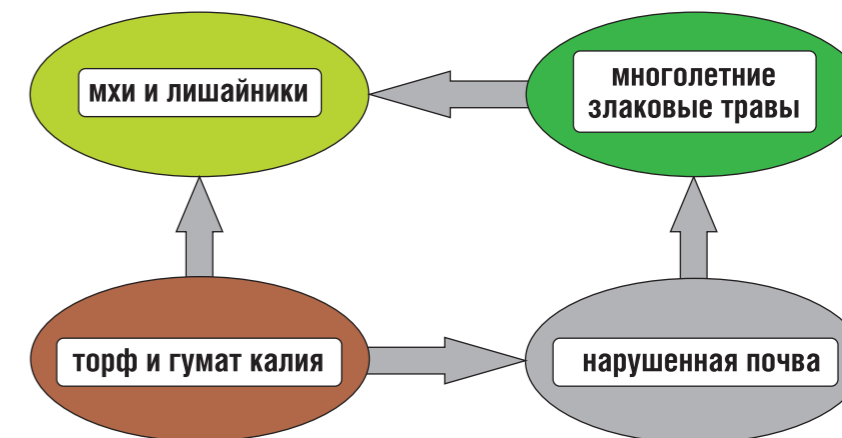 мхи и лишайники
многолетние
злаковые травы
торф и гумат калия
нарушенная почва